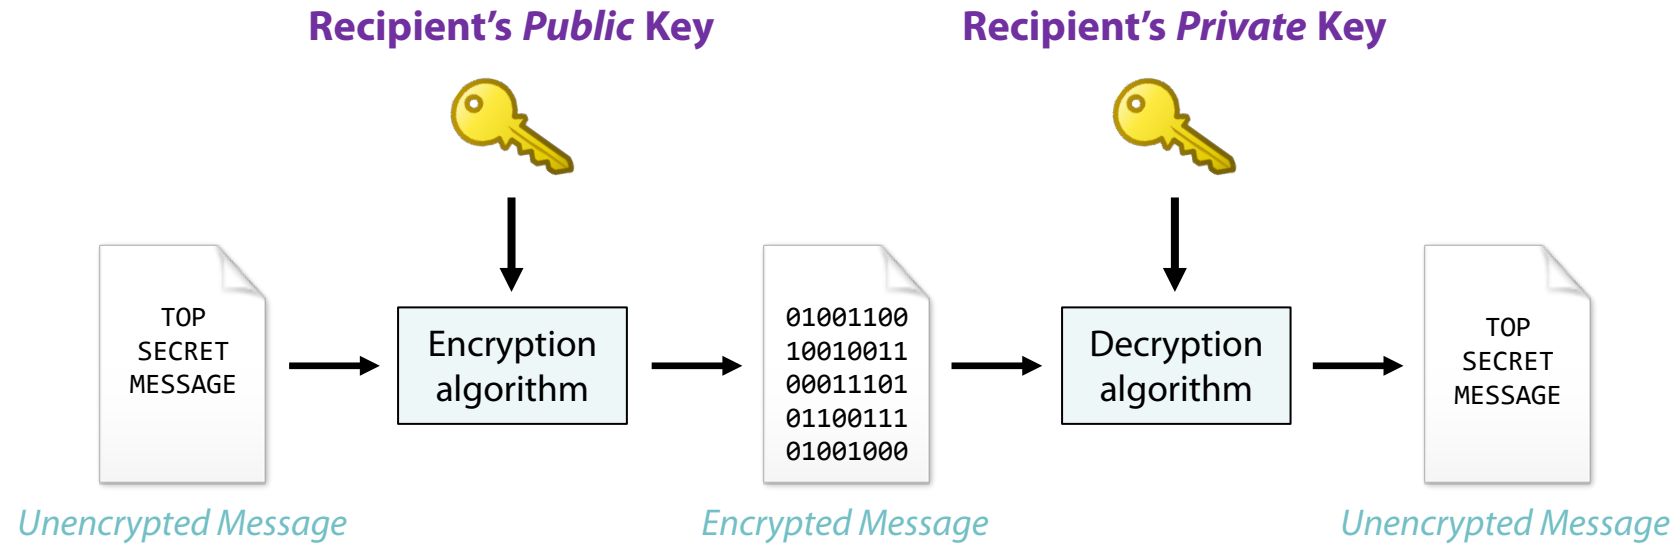 Recipient's Public Key
Recipient's Private Key
TOP
SECRET
MESSAGE
Encryption
algorithm
01001100
10010011
00011101
01100111
01001000
Decryption
algorithm
TOP
SECRET
MESSAGE
Unencrypted Message
Encrypted Message
Unencrypted Message